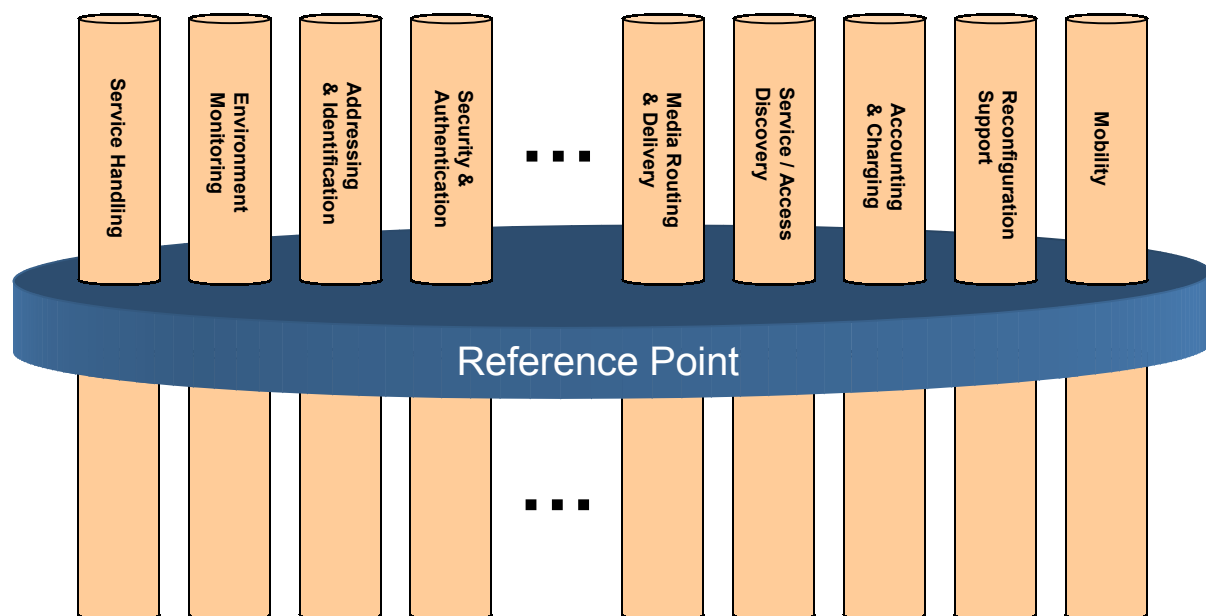 Service Handling
Environment
Monitoring
Addressing
& Identification
Security &
Authentication
...
Media Routing
& Delivery
Service / Access
Discovery
Accounting
& Charging
Reconfiguration
Support
Mobility
Reference Point
...